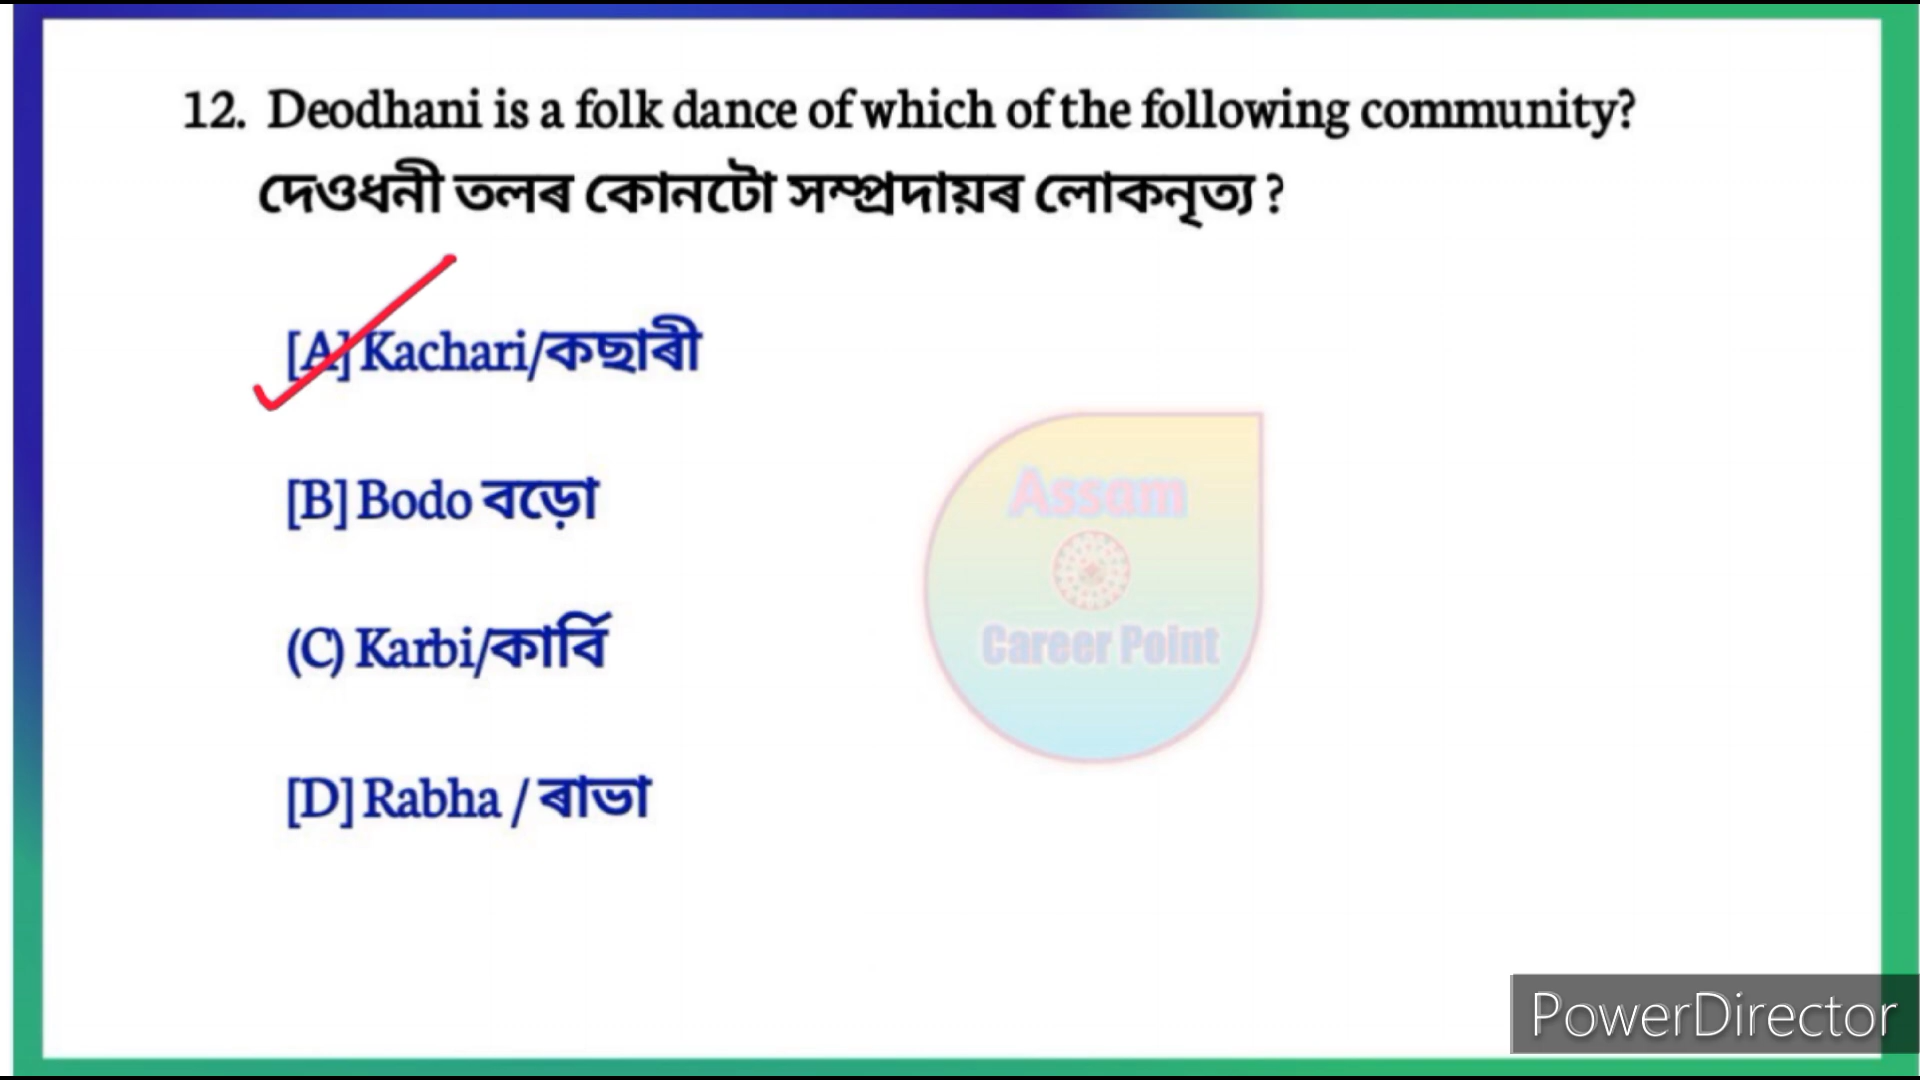 12. Deodhani is a folk dance of which of the following community?
দেওধনী তলৰ কোনটো সম্প্ৰদায়ৰ লোকনৃত্য ?
[A] Kachari/কছাৰী
[B] Bodo বড়ো
(C) Karbi/কাৰ্বি
[D] Rabha / ৰাভা
Assam
Career Point
PowerDirector